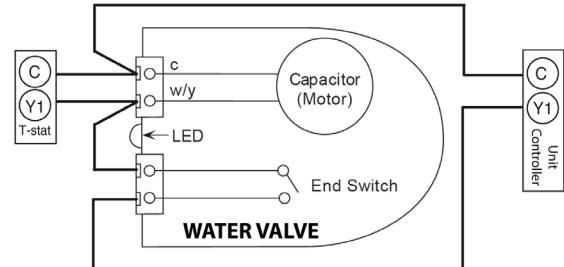 C
Y1
T-stat
c
w/y
LED
Capacitor
(Motor)
End Switch
WATER VALVE
C
Y1
Unit
Controller